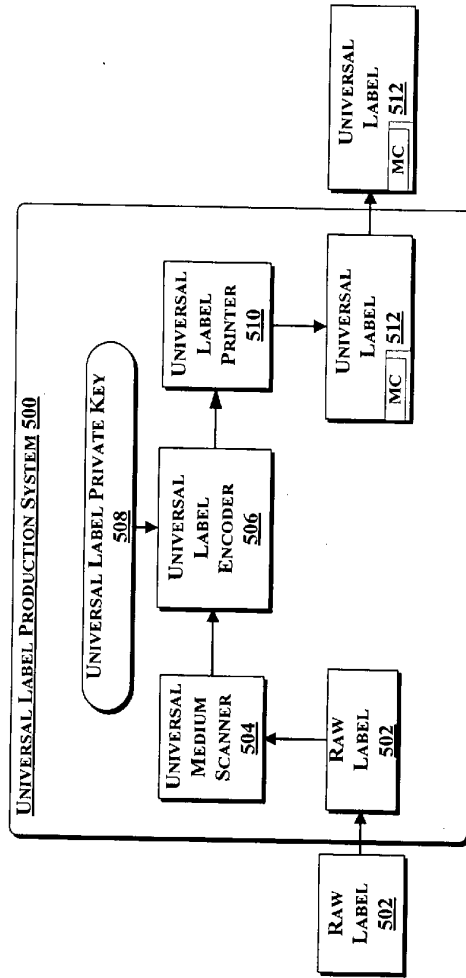 UNIVERSAL LABEL PRODUCTION SYSTEM 500
UNIVERSAL LABEL PRIVATE KEY
508
UNIVERSAL
MEDIUM
SCANNER
504
UNIVERSAL
LABEL
ENCODER
506
UNIVERSAL
LABEL
PRINTER
510
RAW
LABEL
502
RAW
LABEL
502
UNIVERSAL
LABEL
512
MC
UNIVERSAL
LABEL
512
MC